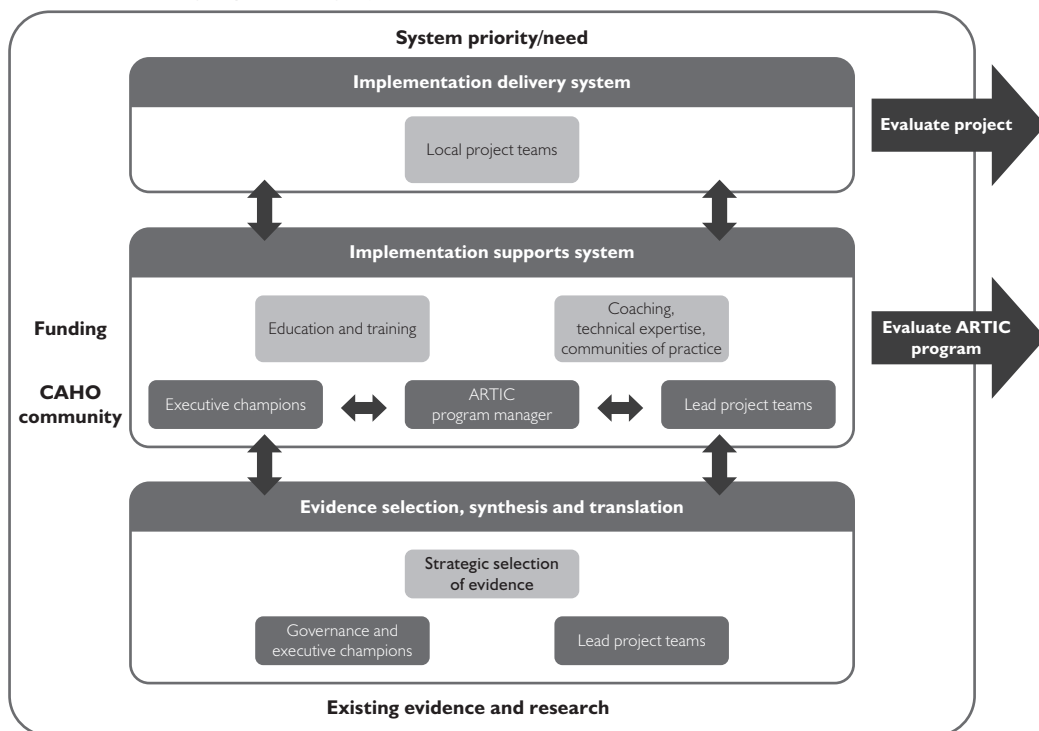 System priority/need
Implementation delivery system
Local project teams
Evaluate project
Implementation supports system
Funding
Education and training
Coaching,
technical expertise,
communities of practice
Evaluate ARTIC
program
CAHO
community
Executive champions
ARTIC
program manager
Lead project teams
Evidence selection, synthesis and translation
Strategic selection
of evidence
Governance and
executive champions
Lead project teams
Existing evidence and research